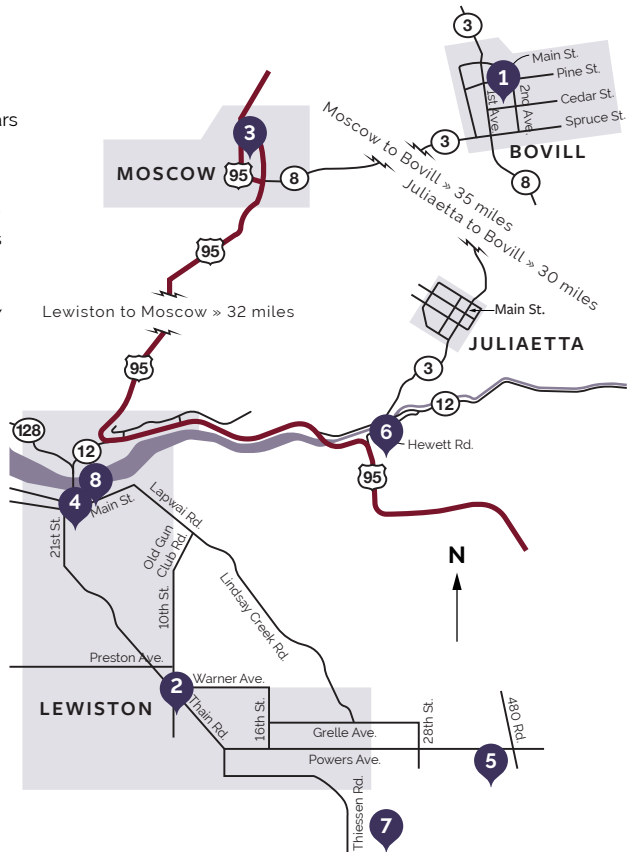 3
Main St.
1
Pine St.
1st Ave.
2nd Ave.
Cedar St.
Spruce St.
3
BOVILL
8
ars
3
MOSCOW
95
8
Moscow to Bovill » 35 miles
Juliaetta to Bovill » 30 miles
95
s
Lewiston to Moscow » 32 miles
Main St.
JULIAETTA
95
3
12
128
12
6
Hewett Rd.
8
4
Main St.
95
21st St.
Lapwai Rd.
Old Gun
Club Rd.
N
10th St.
Lindsay Creek Rd.
Preston Ave.
2
Warner Ave.
LEWISTON
Thain Rd.
16th St.
Grelle Ave.
28th St.
480 Rd.
Powers Ave.
5
Thiessen Rd.
7